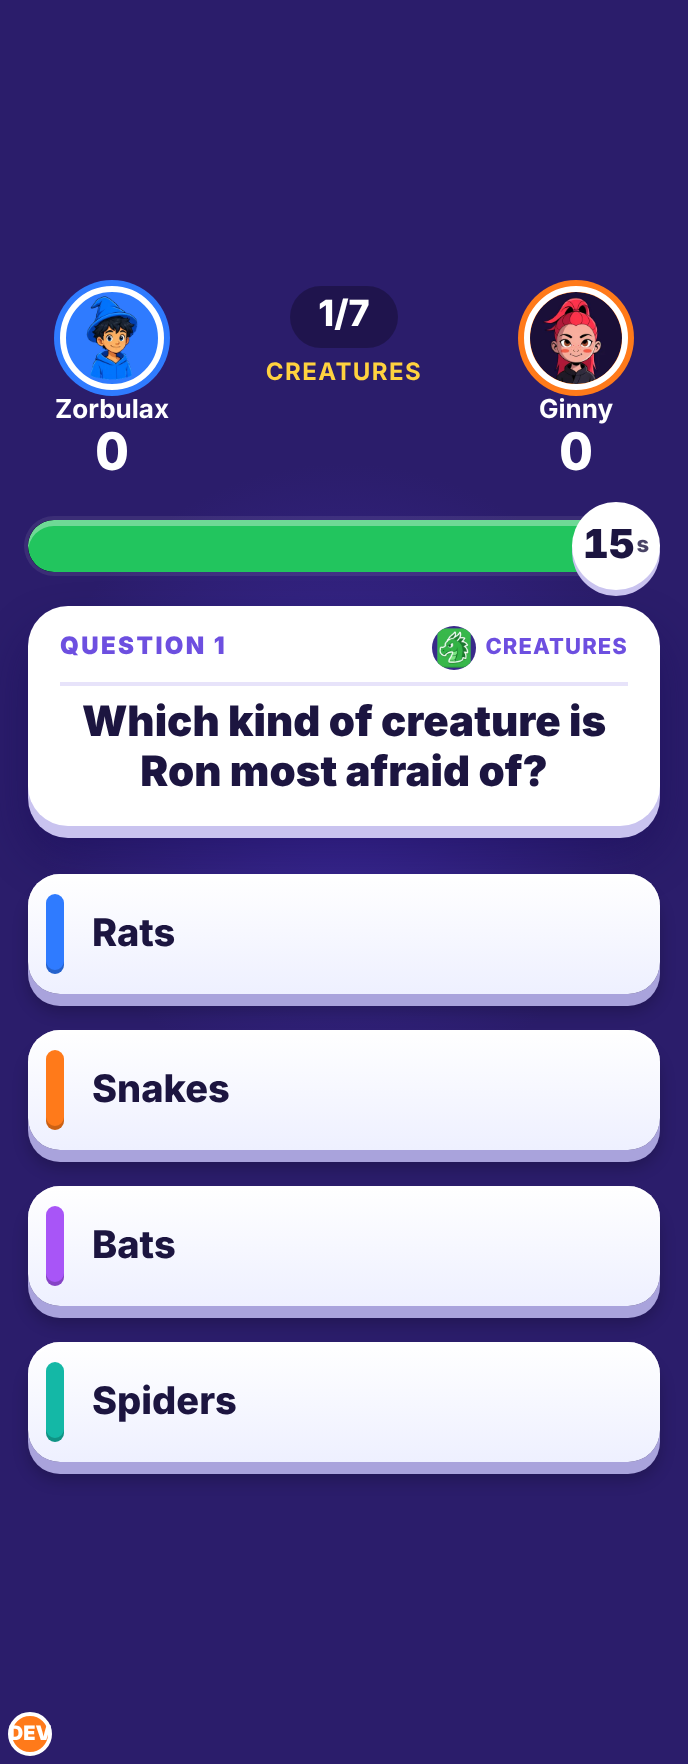 1/7
CREATURES
Zorbulax
0
Ginny
0
15s
QUESTION 1
CREATURES
Which kind of creature is
Ron most afraid of?
Rats
Snakes
Bats
Spiders
DEV